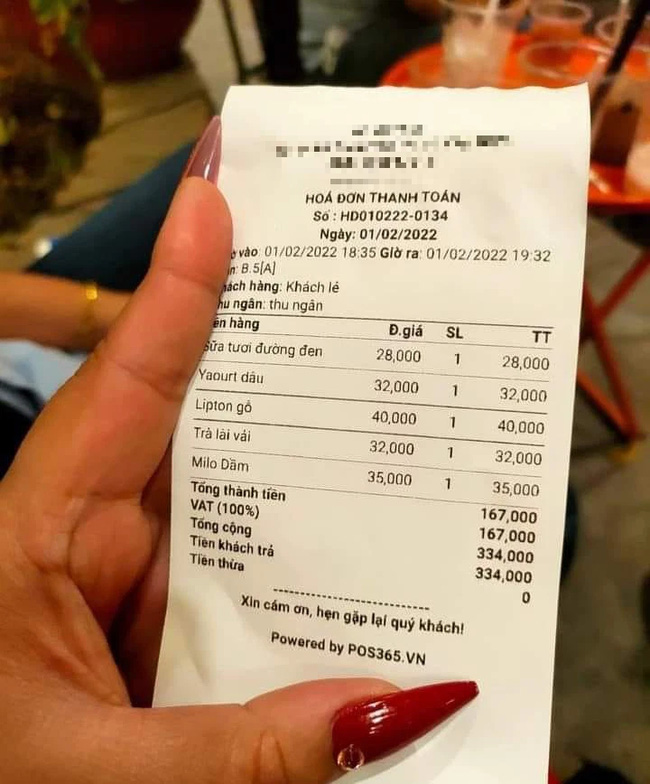 HOÁ ĐƠN THANH TOÁN
Số : HD010222-0134
Ngày: 01/02/2022
vào: 01/02/2022 18:35 Giờ ra: 01/02/2022 19:32
B.5[A]
hàng: Khách lẻ
ngân: thu ngân
hàng Đ.giá SL TT
Sữa tươi đường đen 28,000 1 28,000
Yaourt dâu 32,000 1 32,000
Lipton gỗ 40,000 1 40,000
Trà lài vải 32,000 1 32,000
Milo Dầm 35,000 1 35,000
Tổng thành tiền 167,000
VAT (100%) 167,000
Tổng cộng 334,000
Tiền khách trả 334,000
Tiền thừa 0
Xin cảm ơn, hẹn gặp lại quý khách!
Powered by POS365.VN